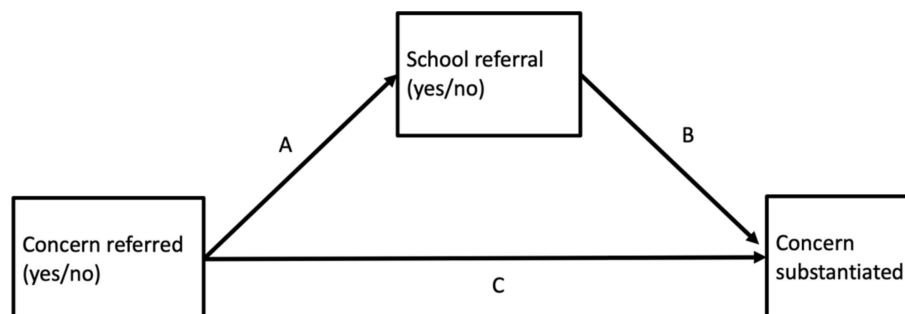 School referral
(yes/no)
A
B
Concern referred
(yes/no)
Concern
substantiated
C